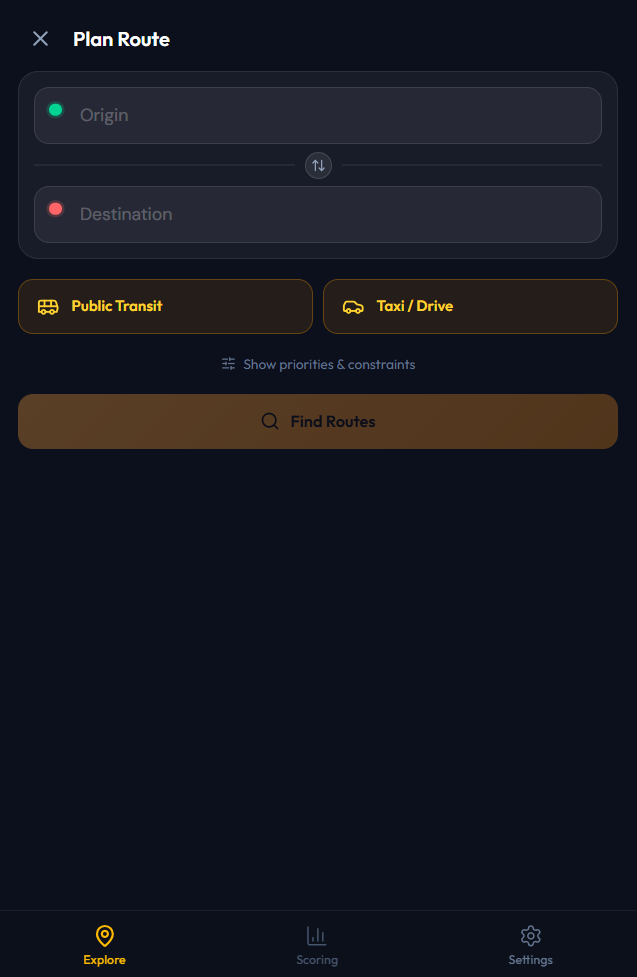 Plan Route
Origin
Destination
Public Transit
Taxi / Drive
Show priorities & constraints
Find Routes
Explore
Scoring
Settings